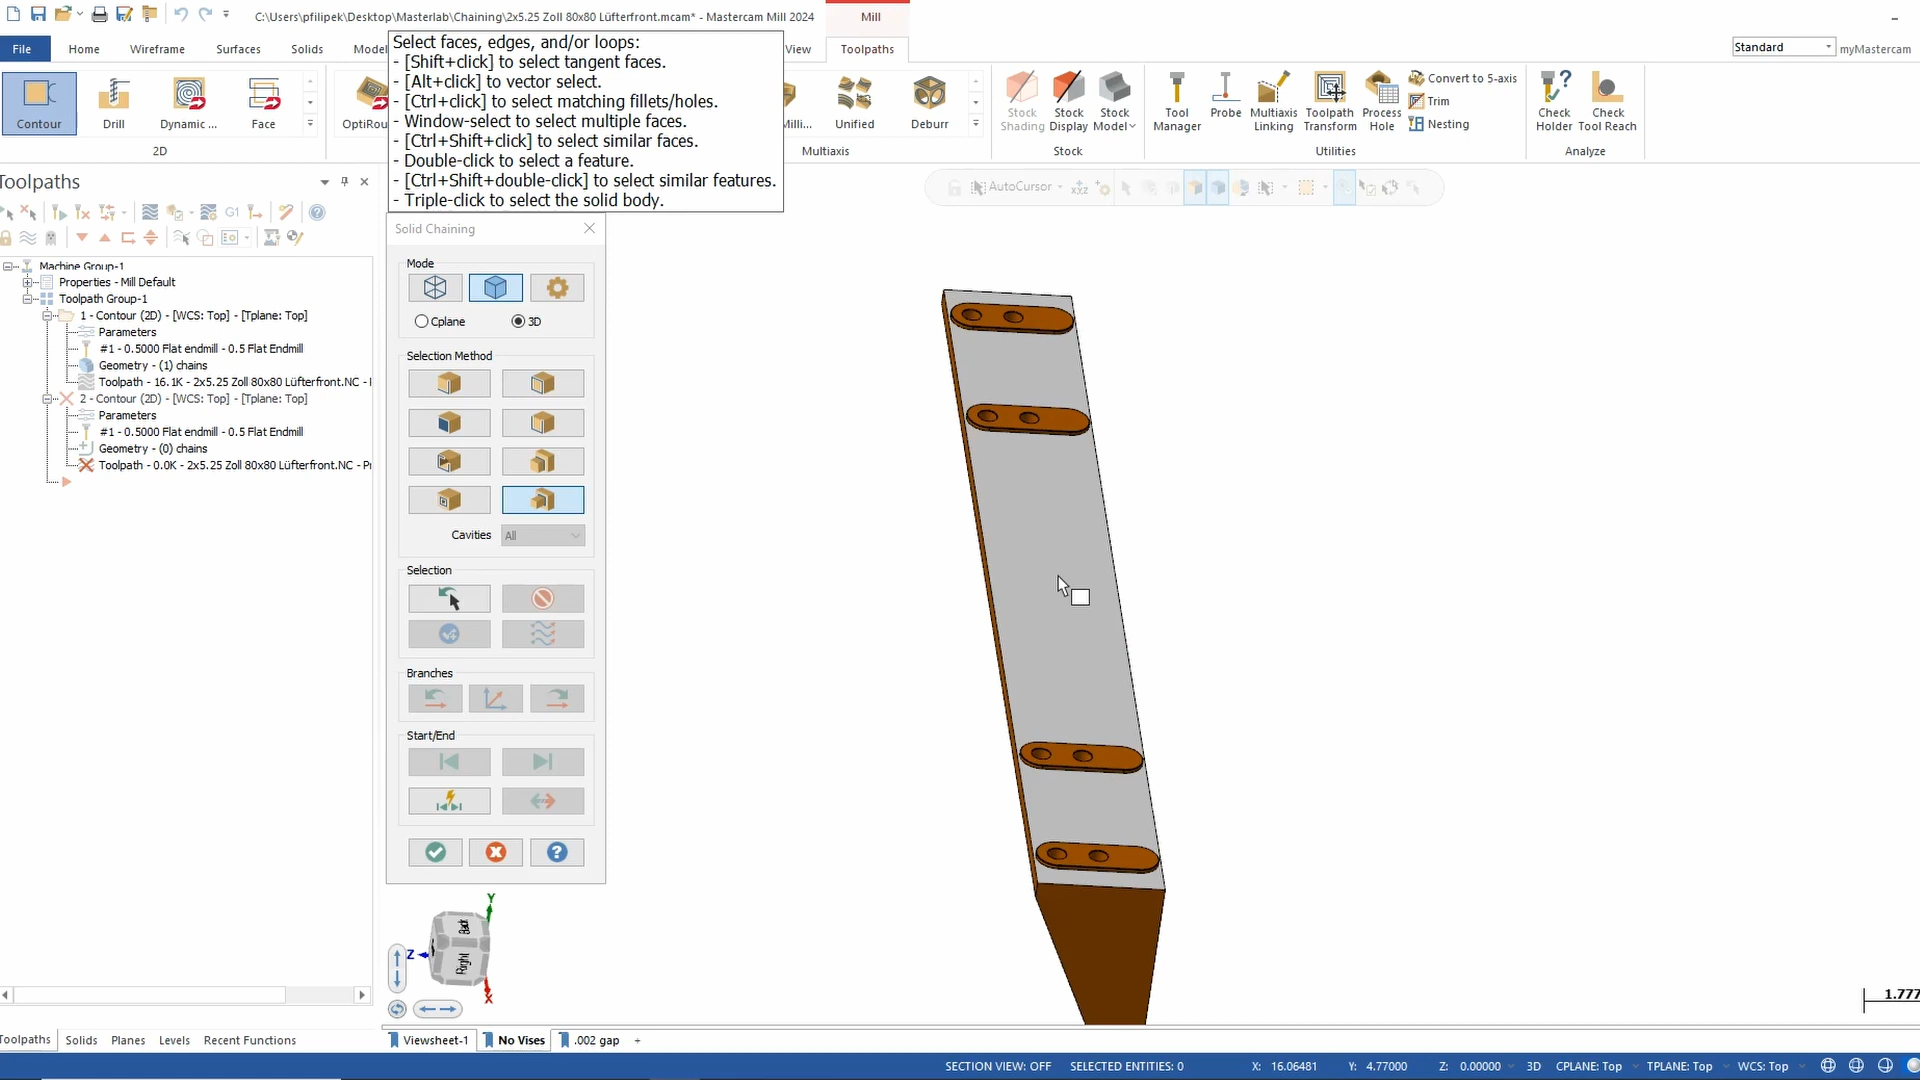 C:\Users\pfilipek\Desktop\Masterlab\Chaining\2x5.25 Zoll 80x80 Lüfterfront.mcam* - Mastercam Mill 2024
Mill
File
Home
Wireframe
Surfaces
Solids
Model
View
Toolpaths
Standard
myMastercam
Contour
Drill
Dynamic ...
Face
OptiRou
Milli...
Unified
Deburr
Stock Shading
Stock Display
Stock Model
Tool Manager
Probe
Multiaxis Linking
Toolpath Transform
Process Hole
Convert to 5-axis
Trim
Nesting
Check Holder
Check Tool Reach
2D
Multiaxis
Stock
Utilities
Analyze
Select faces, edges, and/or loops:
- [Shift+click] to select tangent faces.
- [Alt+click] to vector select.
- [Ctrl+click] to select matching fillets/holes.
- Window-select to select multiple faces.
- [Ctrl+Shift+click] to select similar faces.
- Double-click to select a feature.
- [Ctrl+Shift+double-click] to select similar features.
- Triple-click to select the solid body.
AutoCursor
Toolpaths
G1
Machine Group-1
Properties - Mill Default
Toolpath Group-1
1 - Contour (2D) - [WCS: Top] - [Tplane: Top]
Parameters
#1 - 0.5000 Flat endmill - 0.5 Flat Endmill
Geometry - (1) chains
Toolpath - 16.1K - 2x5.25 Zoll 80x80 Lüfterfront.NC - I
2 - Contour (2D) - [WCS: Top] - [Tplane: Top]
Parameters
#1 - 0.5000 Flat endmill - 0.5 Flat Endmill
Geometry - (0) chains
Toolpath - 0.0K - 2x5.25 Zoll 80x80 Lüfterfront.NC - Pr
Solid Chaining
Mode
Cplane
3D
Selection Method
Cavities
All
Selection
Branches
Start/End
Y
Z
Back
Right
X
1.777
Toolpaths
Solids
Planes
Levels
Recent Functions
Viewsheet-1
No Vises
.002 gap
+
SECTION VIEW: OFF
SELECTED ENTITIES: 0
X: 16.06481
Y: 4.77000
Z: 0.00000
3D
CPLANE: Top
TPLANE: Top
WCS: Top